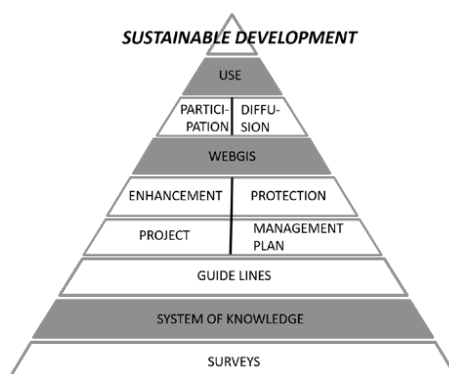 SUSTAINABLE DEVELOPMENT
USE
PARTICI-
PATION
DIFFU-
SION
WEBGIS
ENHANCEMENT
PROTECTION
PROJECT
MANAGEMENT
PLAN
GUIDE LINES
SYSTEM OF KNOWLEDGE
SURVEYS